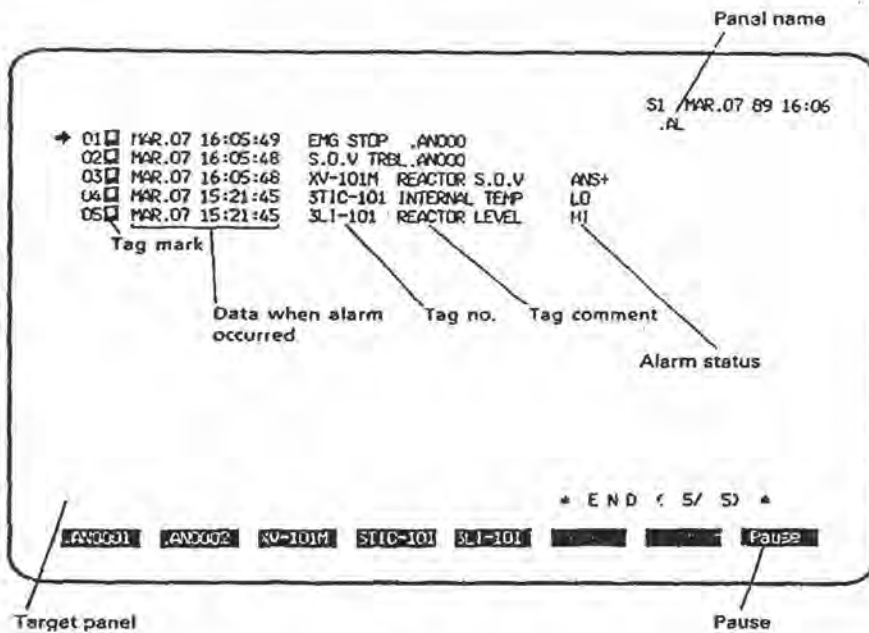 Panel name
S1 MAR.07 89 16:06
.AL
01 MAR.07 16:05:49 EMG STOP .AN000
02 MAR.07 16:05:48 S.O.V TRBL.AN000
03 MAR.07 16:05:48 XV-101M REACTOR S.O.V ANS+
04 MAR.07 15:21:45 3TIC-101 INTERNAL TEMP LO
05 MAR.07 15:21:45 3LI-101 REACTOR LEVEL HI
Tag mark
Data when alarm occurred
Tag no.
Tag comment
Alarm status
* END ( 5/ 5) *
.AN0001 .AN0002 XV-101M 3TIC-101 3LI-101 Pause
Target panel
Pause